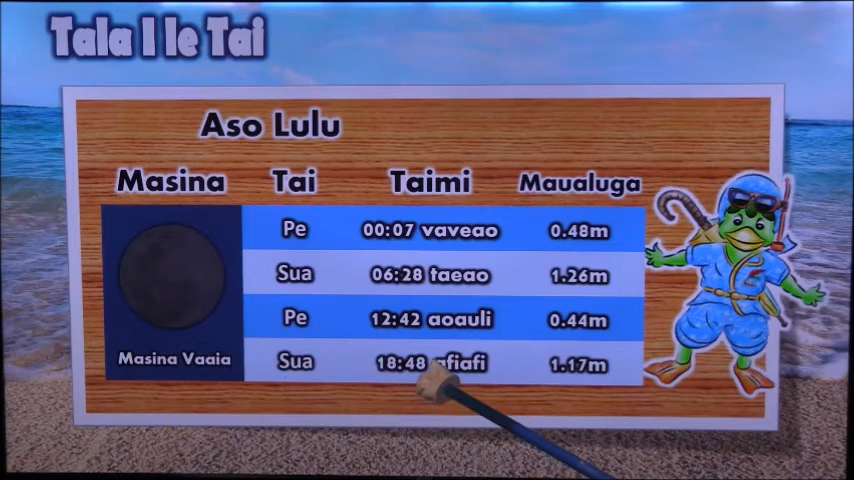 Tala I le Tai
Aso Lulu
Masina Tai Taimi Maualuga
Pe 00:07 vaveao 0.48m
Sua 06:28 taeao 1.26m
Pe 12:42 aoauli 0.44m
Masina Vaaia
Sua 18:48 afiafi 1.17m